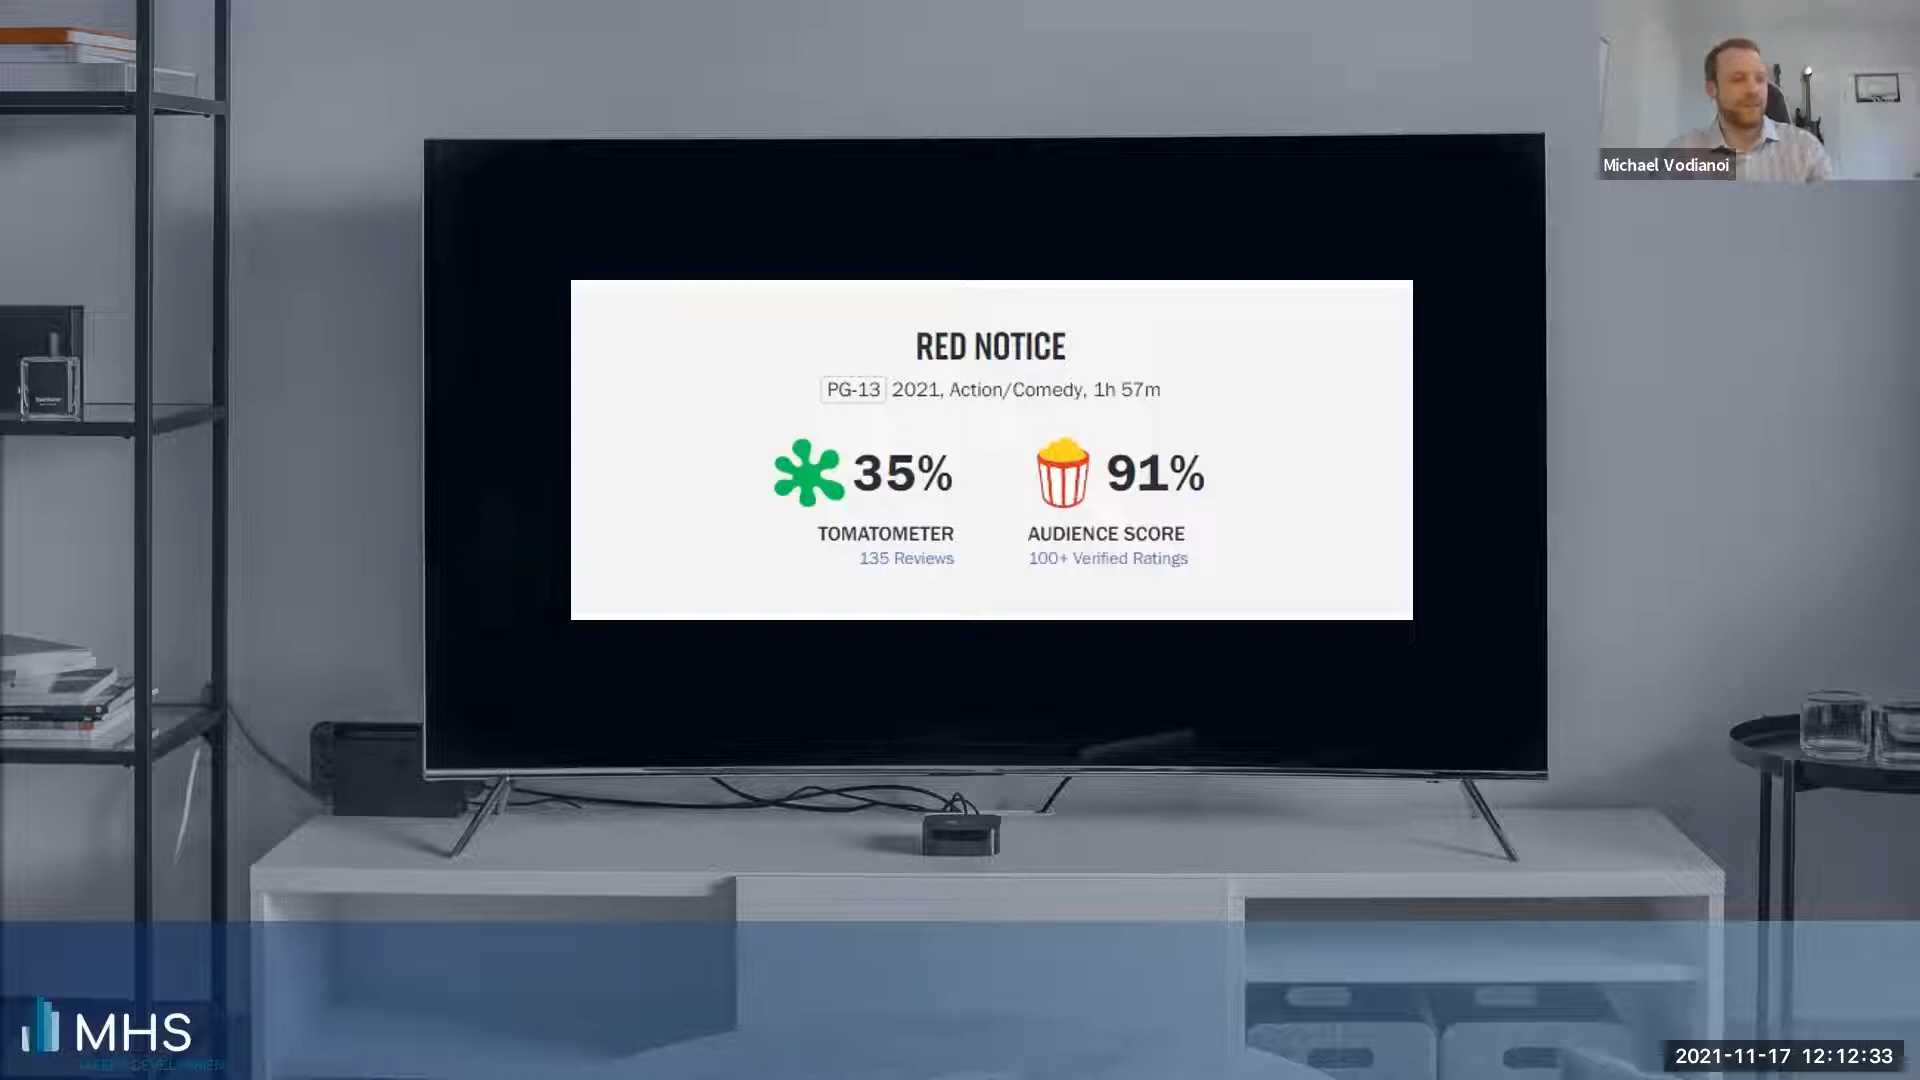 Michael Vodianoi
RED NOTICE
PG-13 2021, Action/Comedy, 1h 57m
35%
91%
TOMATOMETER
AUDIENCE SCORE
135 Reviews
100+ Verified Ratings
MHS
2021-11-17 12:12:33